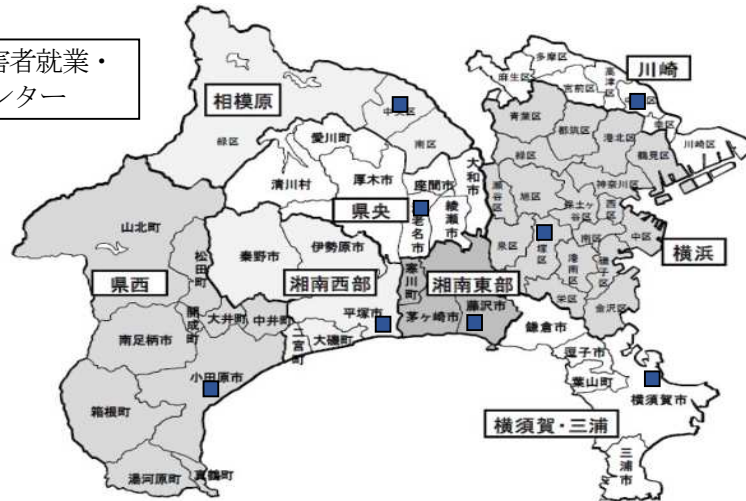 害者就業・
ンター
川崎
多摩区
麻生区
宮前区
高津区
幸区
川崎区
相模原
緑区
中央区
南区
青葉区
都筑区
港北区
鶴見区
緑区
神奈川区
瀬谷区
旭区
保土ヶ谷区
西区
中区
横浜
泉区
塚区
南区
港南区
磯子区
栄区
金沢区
愛川町
清川村
厚木市
座間市
大和市
綾瀬市
県央
老名市
山北町
松田町
秦野市
伊勢原市
県西
湘南西部
寒川町
湘南東部
開成町
大井町
中井町
平塚市
茅ヶ崎市
藤沢市
鎌倉市
南足柄市
二宮町
大磯町
逗子市
葉山町
小田原市
横須賀市
箱根町
横須賀・三浦
湯河原町
真鶴町
三浦市